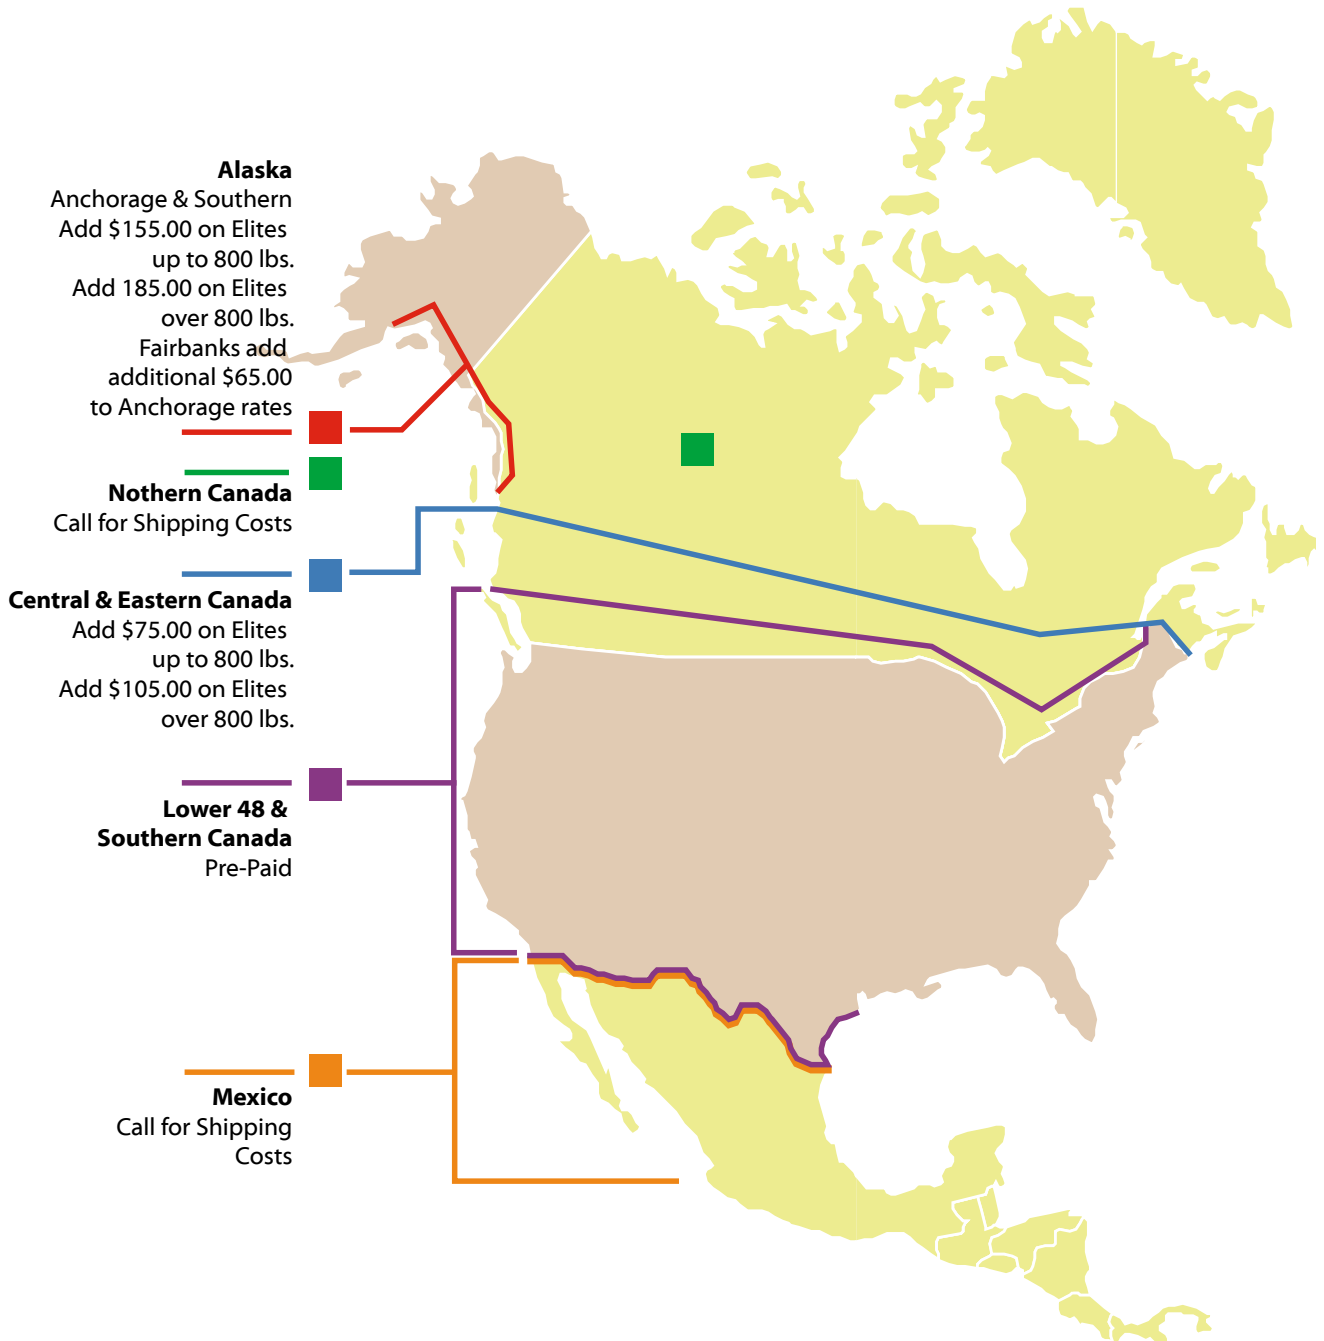 Alaska
Anchorage & Southern
Add $155.00 on Elites
up to 800 lbs.
Add 185.00 on Elites
over 800 lbs.
Fairbanks add
additional $65.00
to Anchorage rates
Nothern Canada
Call for Shipping Costs
Central & Eastern Canada
Add $75.00 on Elites
up to 800 lbs.
Add $105.00 on Elites
over 800 lbs.
Lower 48 &
Southern Canada
Pre-Paid
Mexico
Call for Shipping
Costs